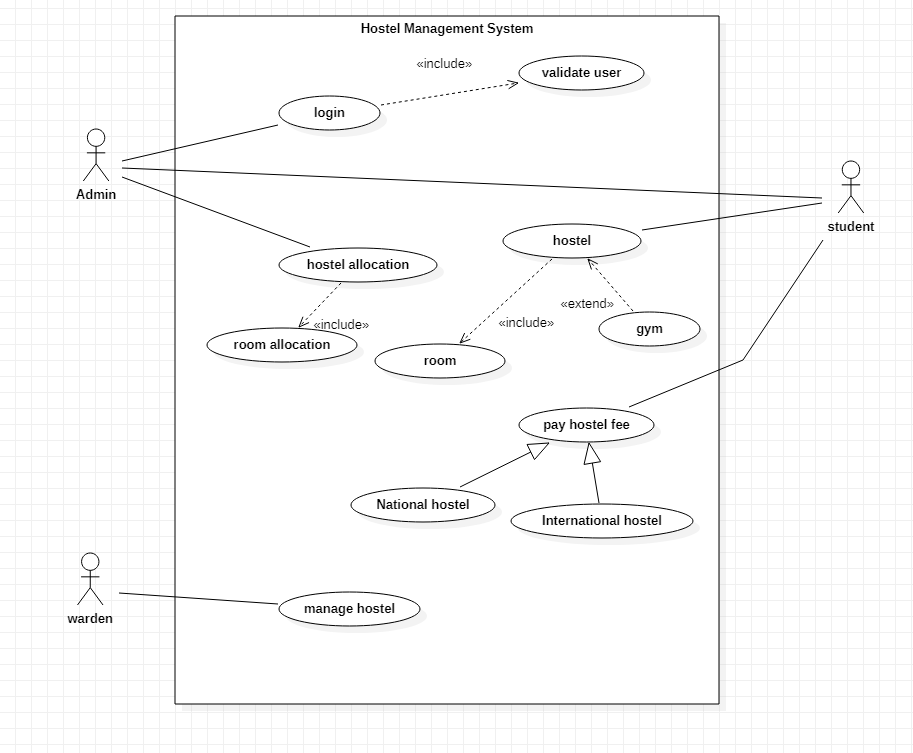 Hostel Management System
«include»
validate user
login
Admin
student
hostel
hostel allocation
«extend»
«include»
«include»
gym
room allocation
room
pay hostel fee
National hostel
International hostel
manage hostel
warden